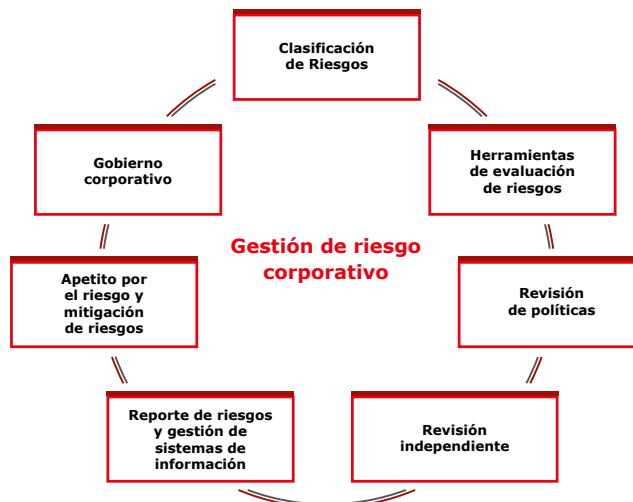 Clasificación
de Riesgos
Gobierno
corporativo
Herramientas
de evaluación
de riesgos
Gestión de riesgo
corporativo
Apetito por
el riesgo y
mitigación
de riesgos
Revisión
de políticas
Reporte de riesgos
y gestión de
sistemas de
información
Revisión
independiente